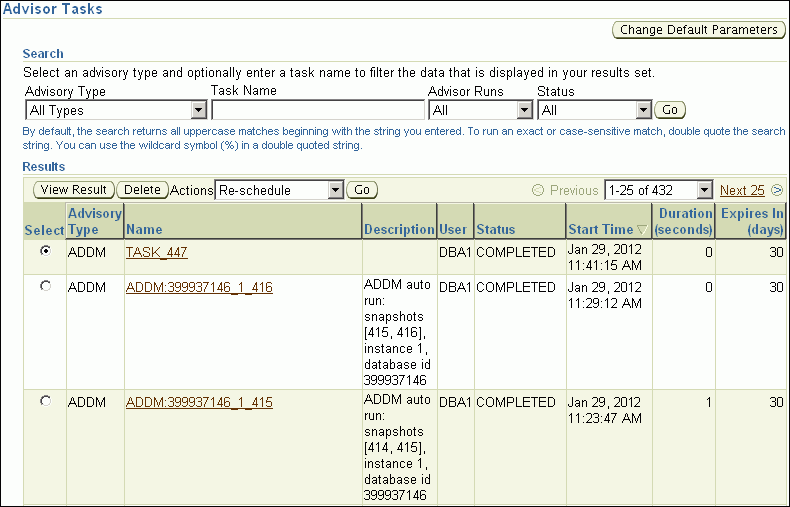 Advisor Tasks
Change Default Parameters
Search
Select an advisory type and optionally enter a task name to filter the data that is displayed in your results set.
Advisory Type Task Name Advisor Runs Status
All Types All All Go
By default, the search returns all uppercase matches beginning with the string you entered. To run an exact or case-sensitive match, double quote the search
string. You can use the wildcard symbol (%) in a double quoted string.
Results
View Result Delete Actions Re-schedule Go Previous 1-25 of 432 Next 25
Select Advisory Type Name Description User Status Start Time Duration (seconds) Expires In (days)
ADDM TASK_447 DBA1 COMPLETED Jan 29, 2012 0 30
11:41:15 AM
ADDM ADDM:399937146_1_416 ADDM auto DBA1 COMPLETED Jan 29, 2012 0 30
run: 11:29:12 AM
snapshots
[415, 416],
instance 1,
database id
399937146
ADDM ADDM:399937146_1_415 ADDM auto DBA1 COMPLETED Jan 29, 2012 1 30
run: 11:23:47 AM
snapshots
[414, 415],
instance 1,
database id
399937146